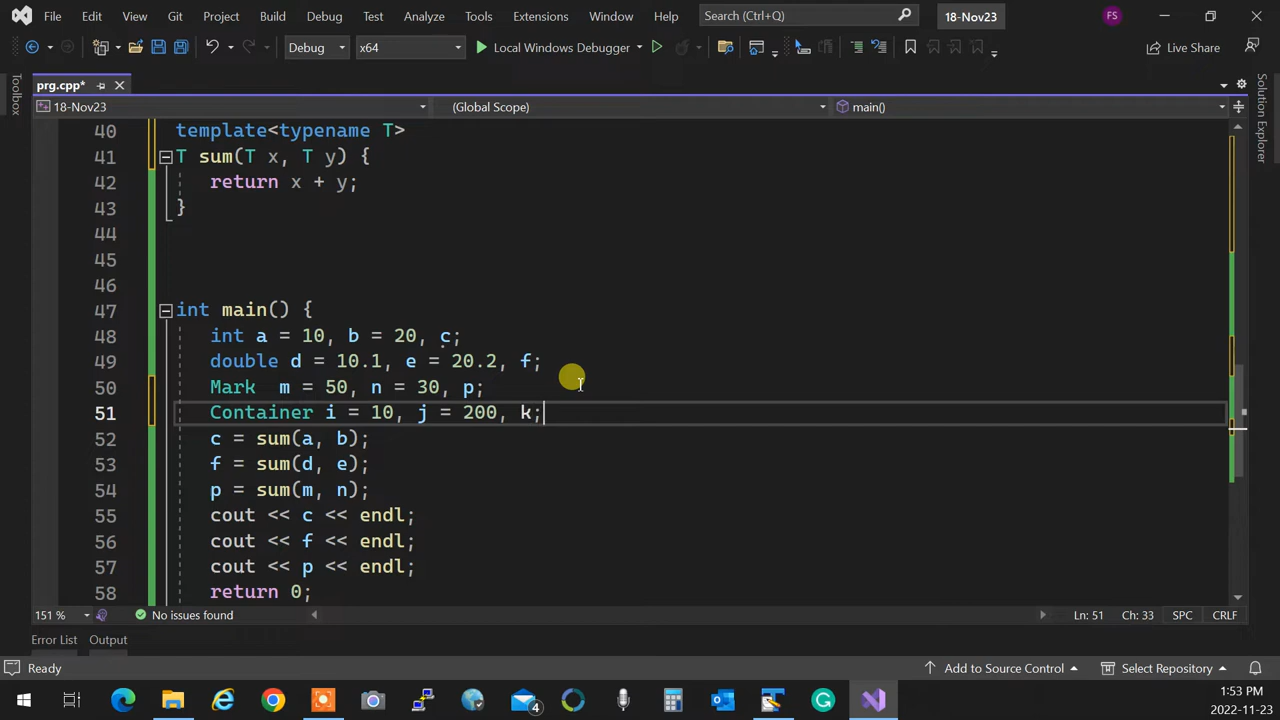 File Edit View Git Project Build Debug Test Analyze Tools Extensions Window Help Search (Ctrl+Q) 18-Nov23 FS
Debug x64 Local Windows Debugger Live Share
prg.cpp*
18-Nov23 (Global Scope) main()
Toolbox
Solution Explorer
40 template<typename T>
41 T sum(T x, T y) {
42 return x + y;
43 }
44
45
46
47 int main() {
48 int a = 10, b = 20, c;
49 double d = 10.1, e = 20.2, f;
50 Mark  m = 50, n = 30, p;
51 Container i = 10, j = 200, k;
52 c = sum(a, b);
53 f = sum(d, e);
54 p = sum(m, n);
55 cout << c << endl;
56 cout << f << endl;
57 cout << p << endl;
58 return 0;
151 % No issues found Ln: 51 Ch: 33 SPC CRLF
Error List Output
Ready Add to Source Control Select Repository
4
1:53 PM
2022-11-23